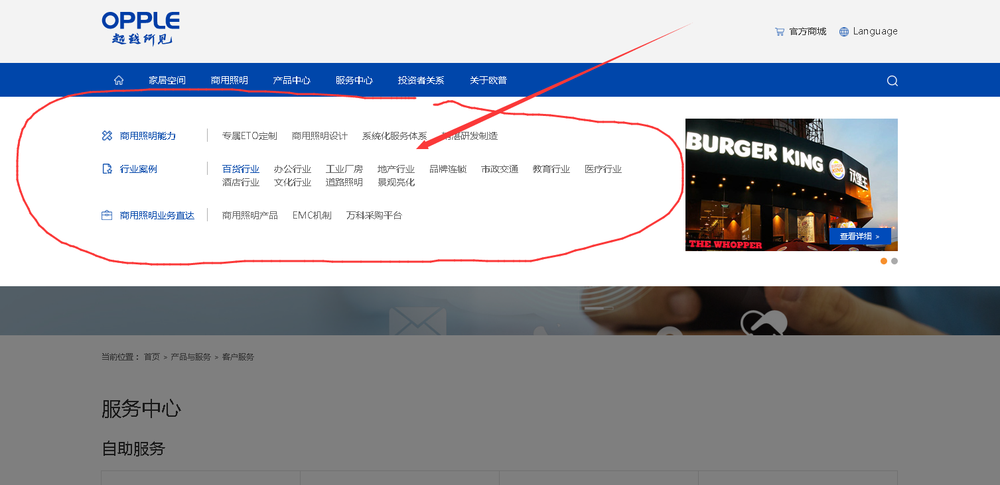 OPPLE
超越所见
官方商城 Language
家居空间 商用照明 产品中心 服务中心 投资者关系 关于欧普
商用照明能力 专属ETO定制 商用照明设计 系统化服务体系 精湛研发制造
行业案例 百货行业 办公行业 工业厂房 地产行业 品牌连锁 市政交通 教育行业 医疗行业
酒店行业 文化行业 道路照明 景观亮化
商用照明业务直达 商用照明产品 EMC机制 万科采购平台
BURGER KING
BURGER KING
汉堡王
THE WHOPPER
查看详细 >
当前位置： 首页 > 产品与服务 > 客户服务
服务中心
自助服务